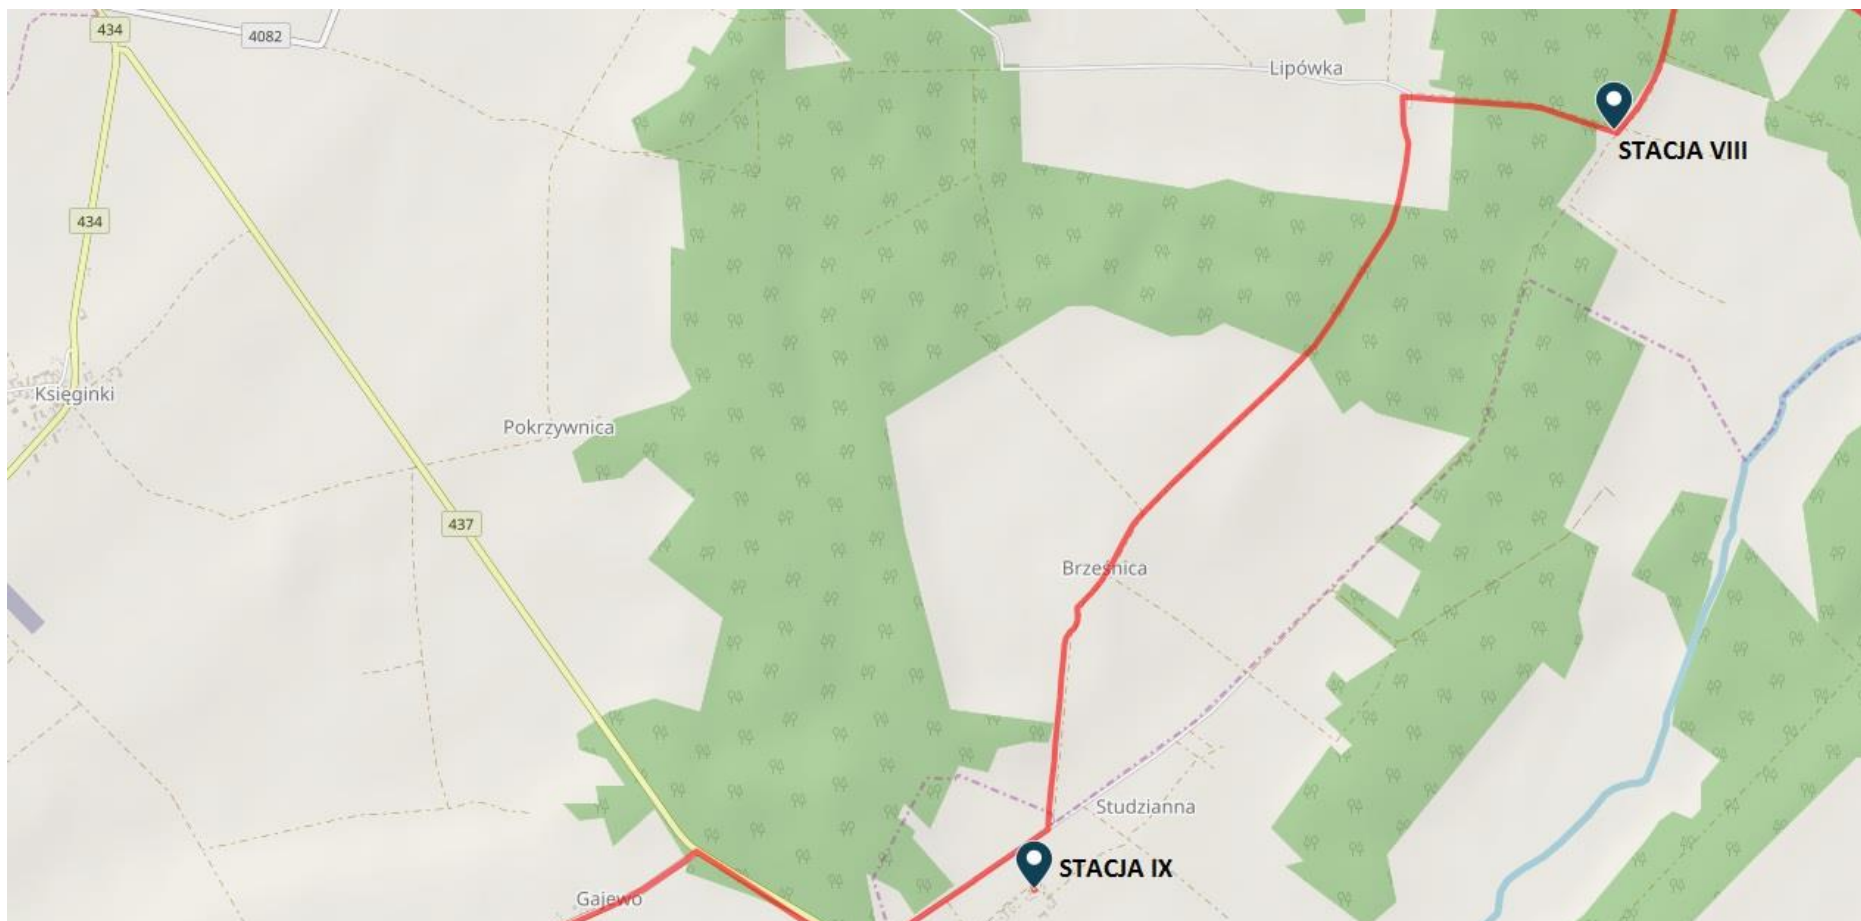 434
4082
Lipówka
STACJA VIII
434
Księginki
Pokrzywnica
437
Brzeźnica
Studzianna
STACJA IX
Gajewo